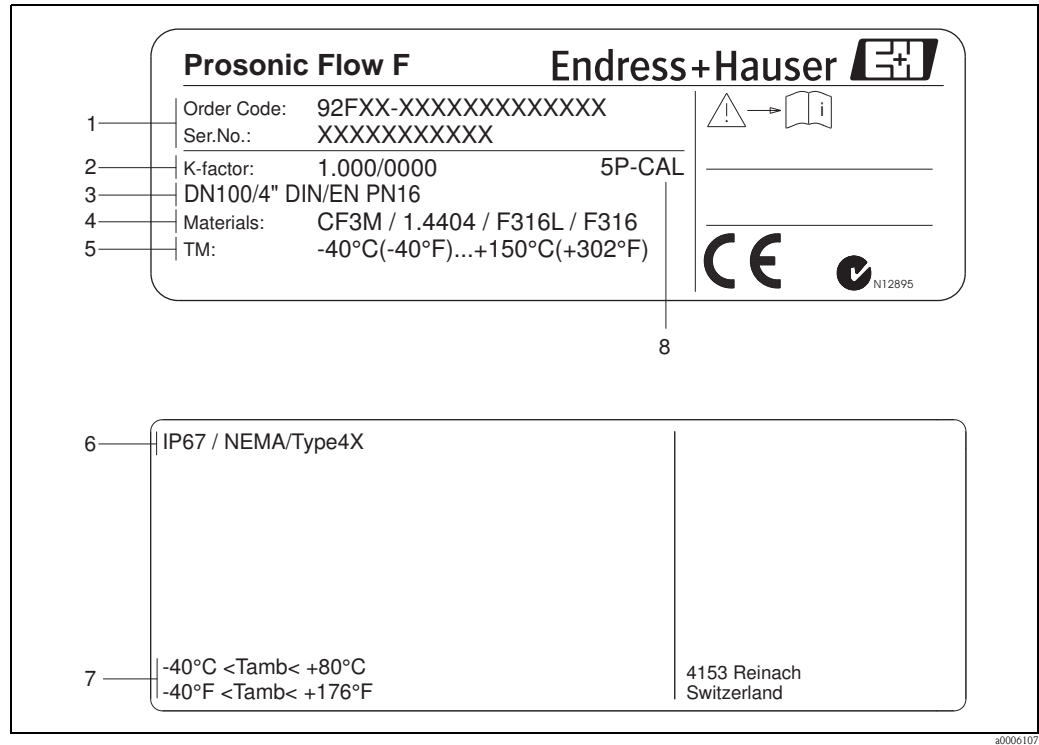 Prosonic Flow F
Endress+Hauser
1
Order Code: 92FXX-XXXXXXXXXXXXX
Ser.No.: XXXXXXXXXXX
i
2
K-factor: 1.000/0000 5P-CAL
3
DN100/4" DIN/EN PN16
4
Materials: CF3M / 1.4404 / F316L / F316
5
TM: -40°C(-40°F)...+150°C(+302°F)
CE
N12895
8
6
IP67 / NEMA/Type4X
7
-40°C <Tamb< +80°C
-40°F <Tamb< +176°F
4153 Reinach
Switzerland
a0006107